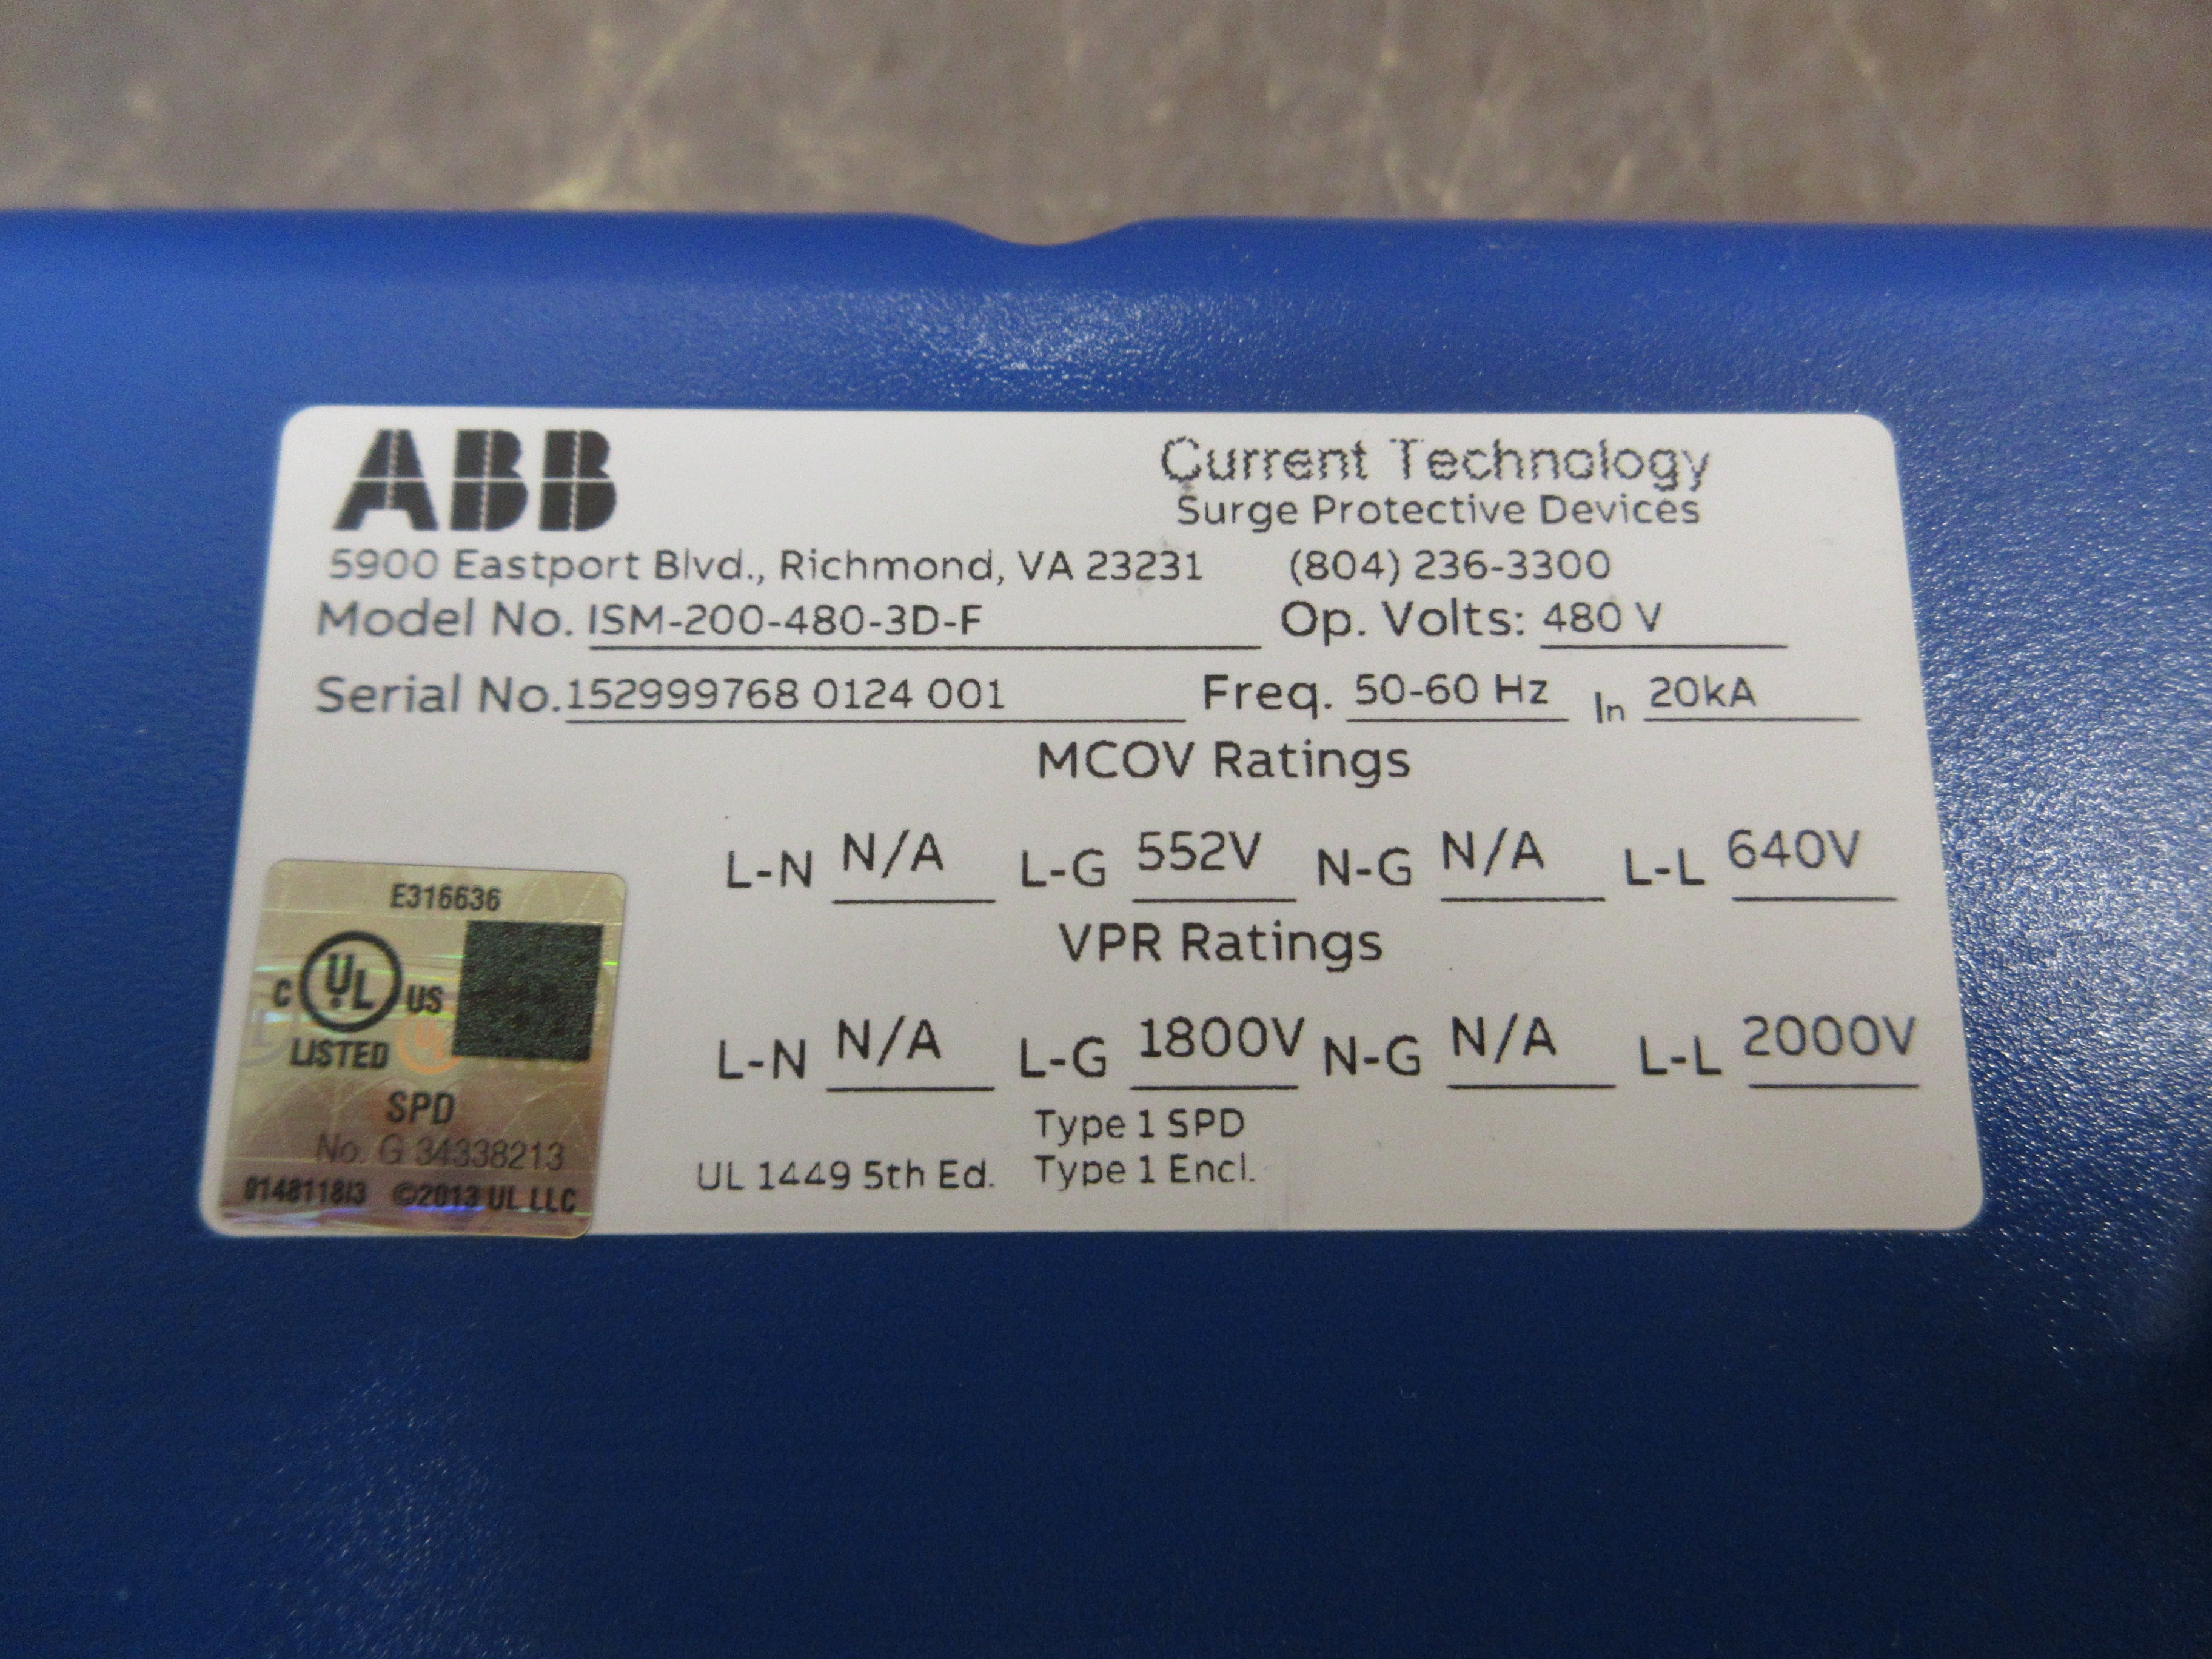 ABB
Current Technology
Surge Protective Devices
5900 Eastport Blvd., Richmond, VA 23231 (804) 236-3300
Model No. ISM-200-480-3D-F Op. Volts: 480 V
Serial No. 152999768 0124 001 Freq. 50-60 Hz In 20kA
MCOV Ratings
L-N N/A L-G 552V N-G N/A L-L 640V
VPR Ratings
L-N N/A L-G 1800V N-G N/A L-L 2000V
Type 1 SPD
UL 1449 5th Ed. Type 1 Encl.
E316636
C UL US
LISTED
SPD
No. G 34338213
©2013 UL LLC